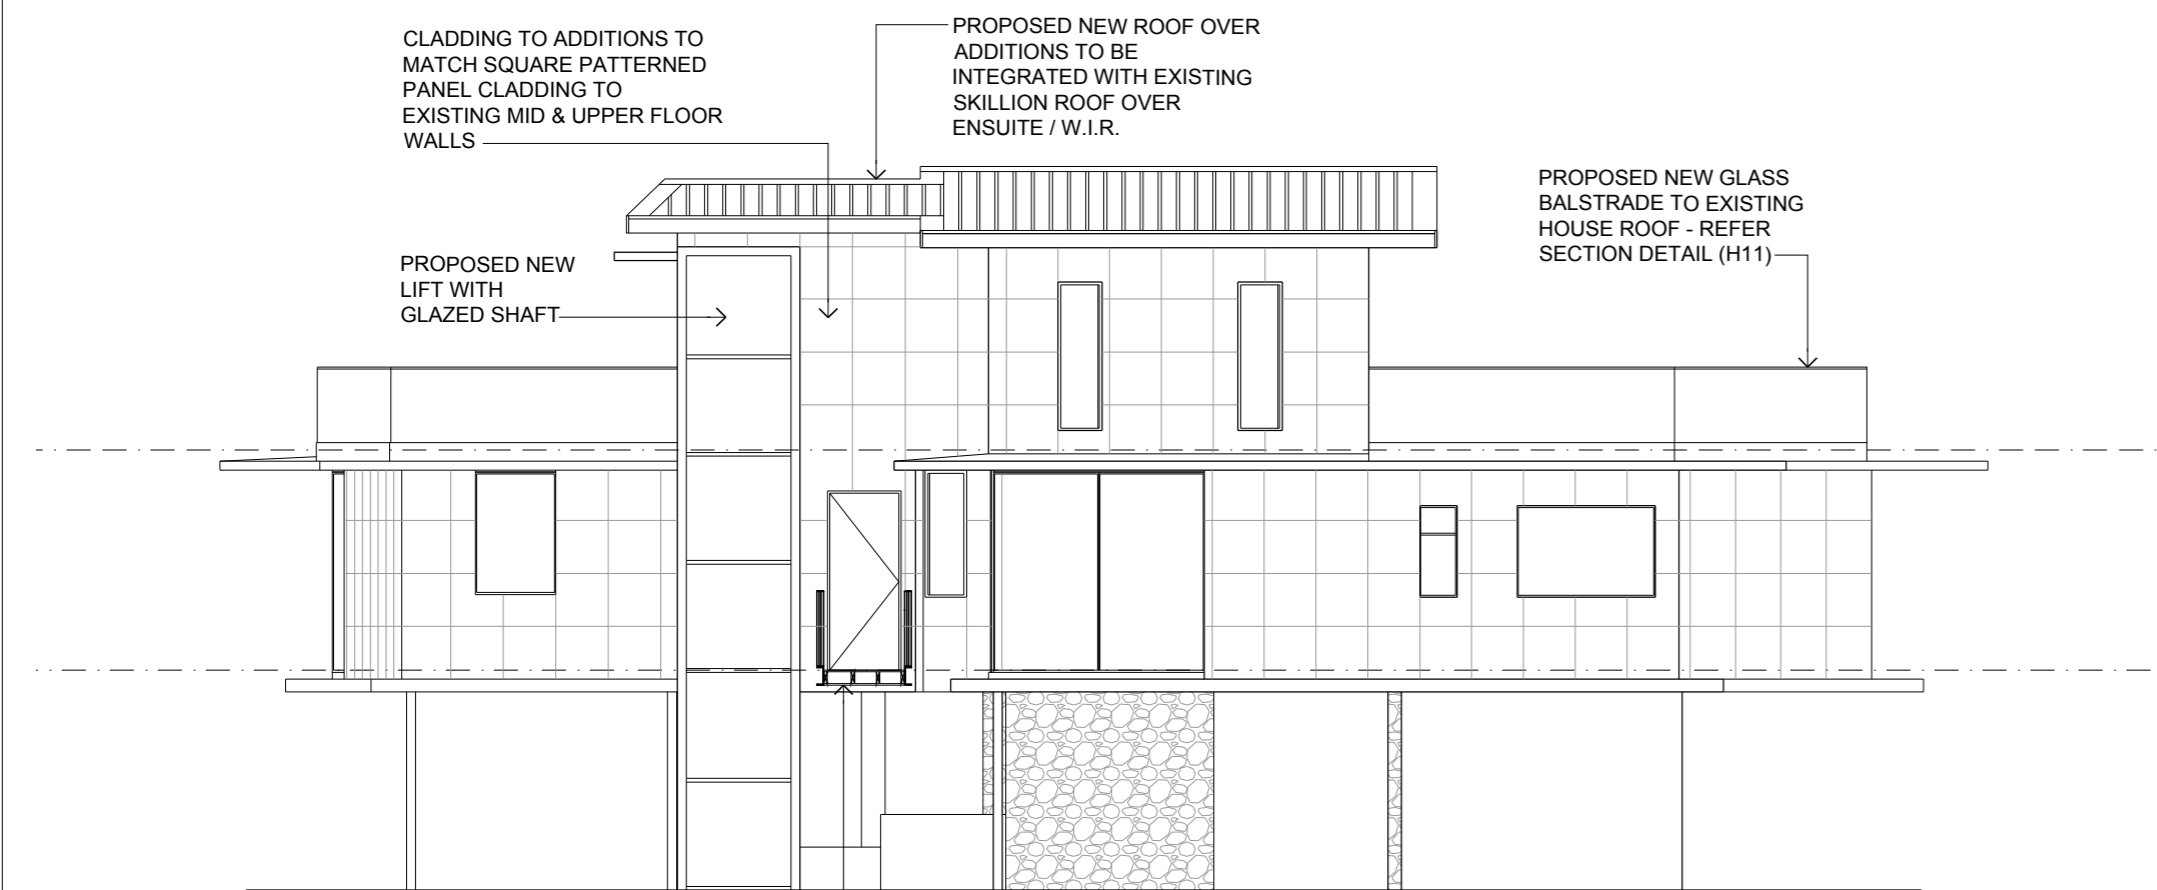 CLADDING TO ADDITIONS TO
MATCH SQUARE PATTERNED
PANEL CLADDING TO
EXISTING MID & UPPER FLOOR
WALLS
PROPOSED NEW ROOF OVER
ADDITIONS TO BE
INTEGRATED WITH EXISTING
SKILLION ROOF OVER
ENSUITE / W.I.R.
PROPOSED NEW GLASS
BALSTRADE TO EXISTING
HOUSE ROOF - REFER
SECTION DETAIL (H11)
PROPOSED NEW
LIFT WITH
GLAZED SHAFT